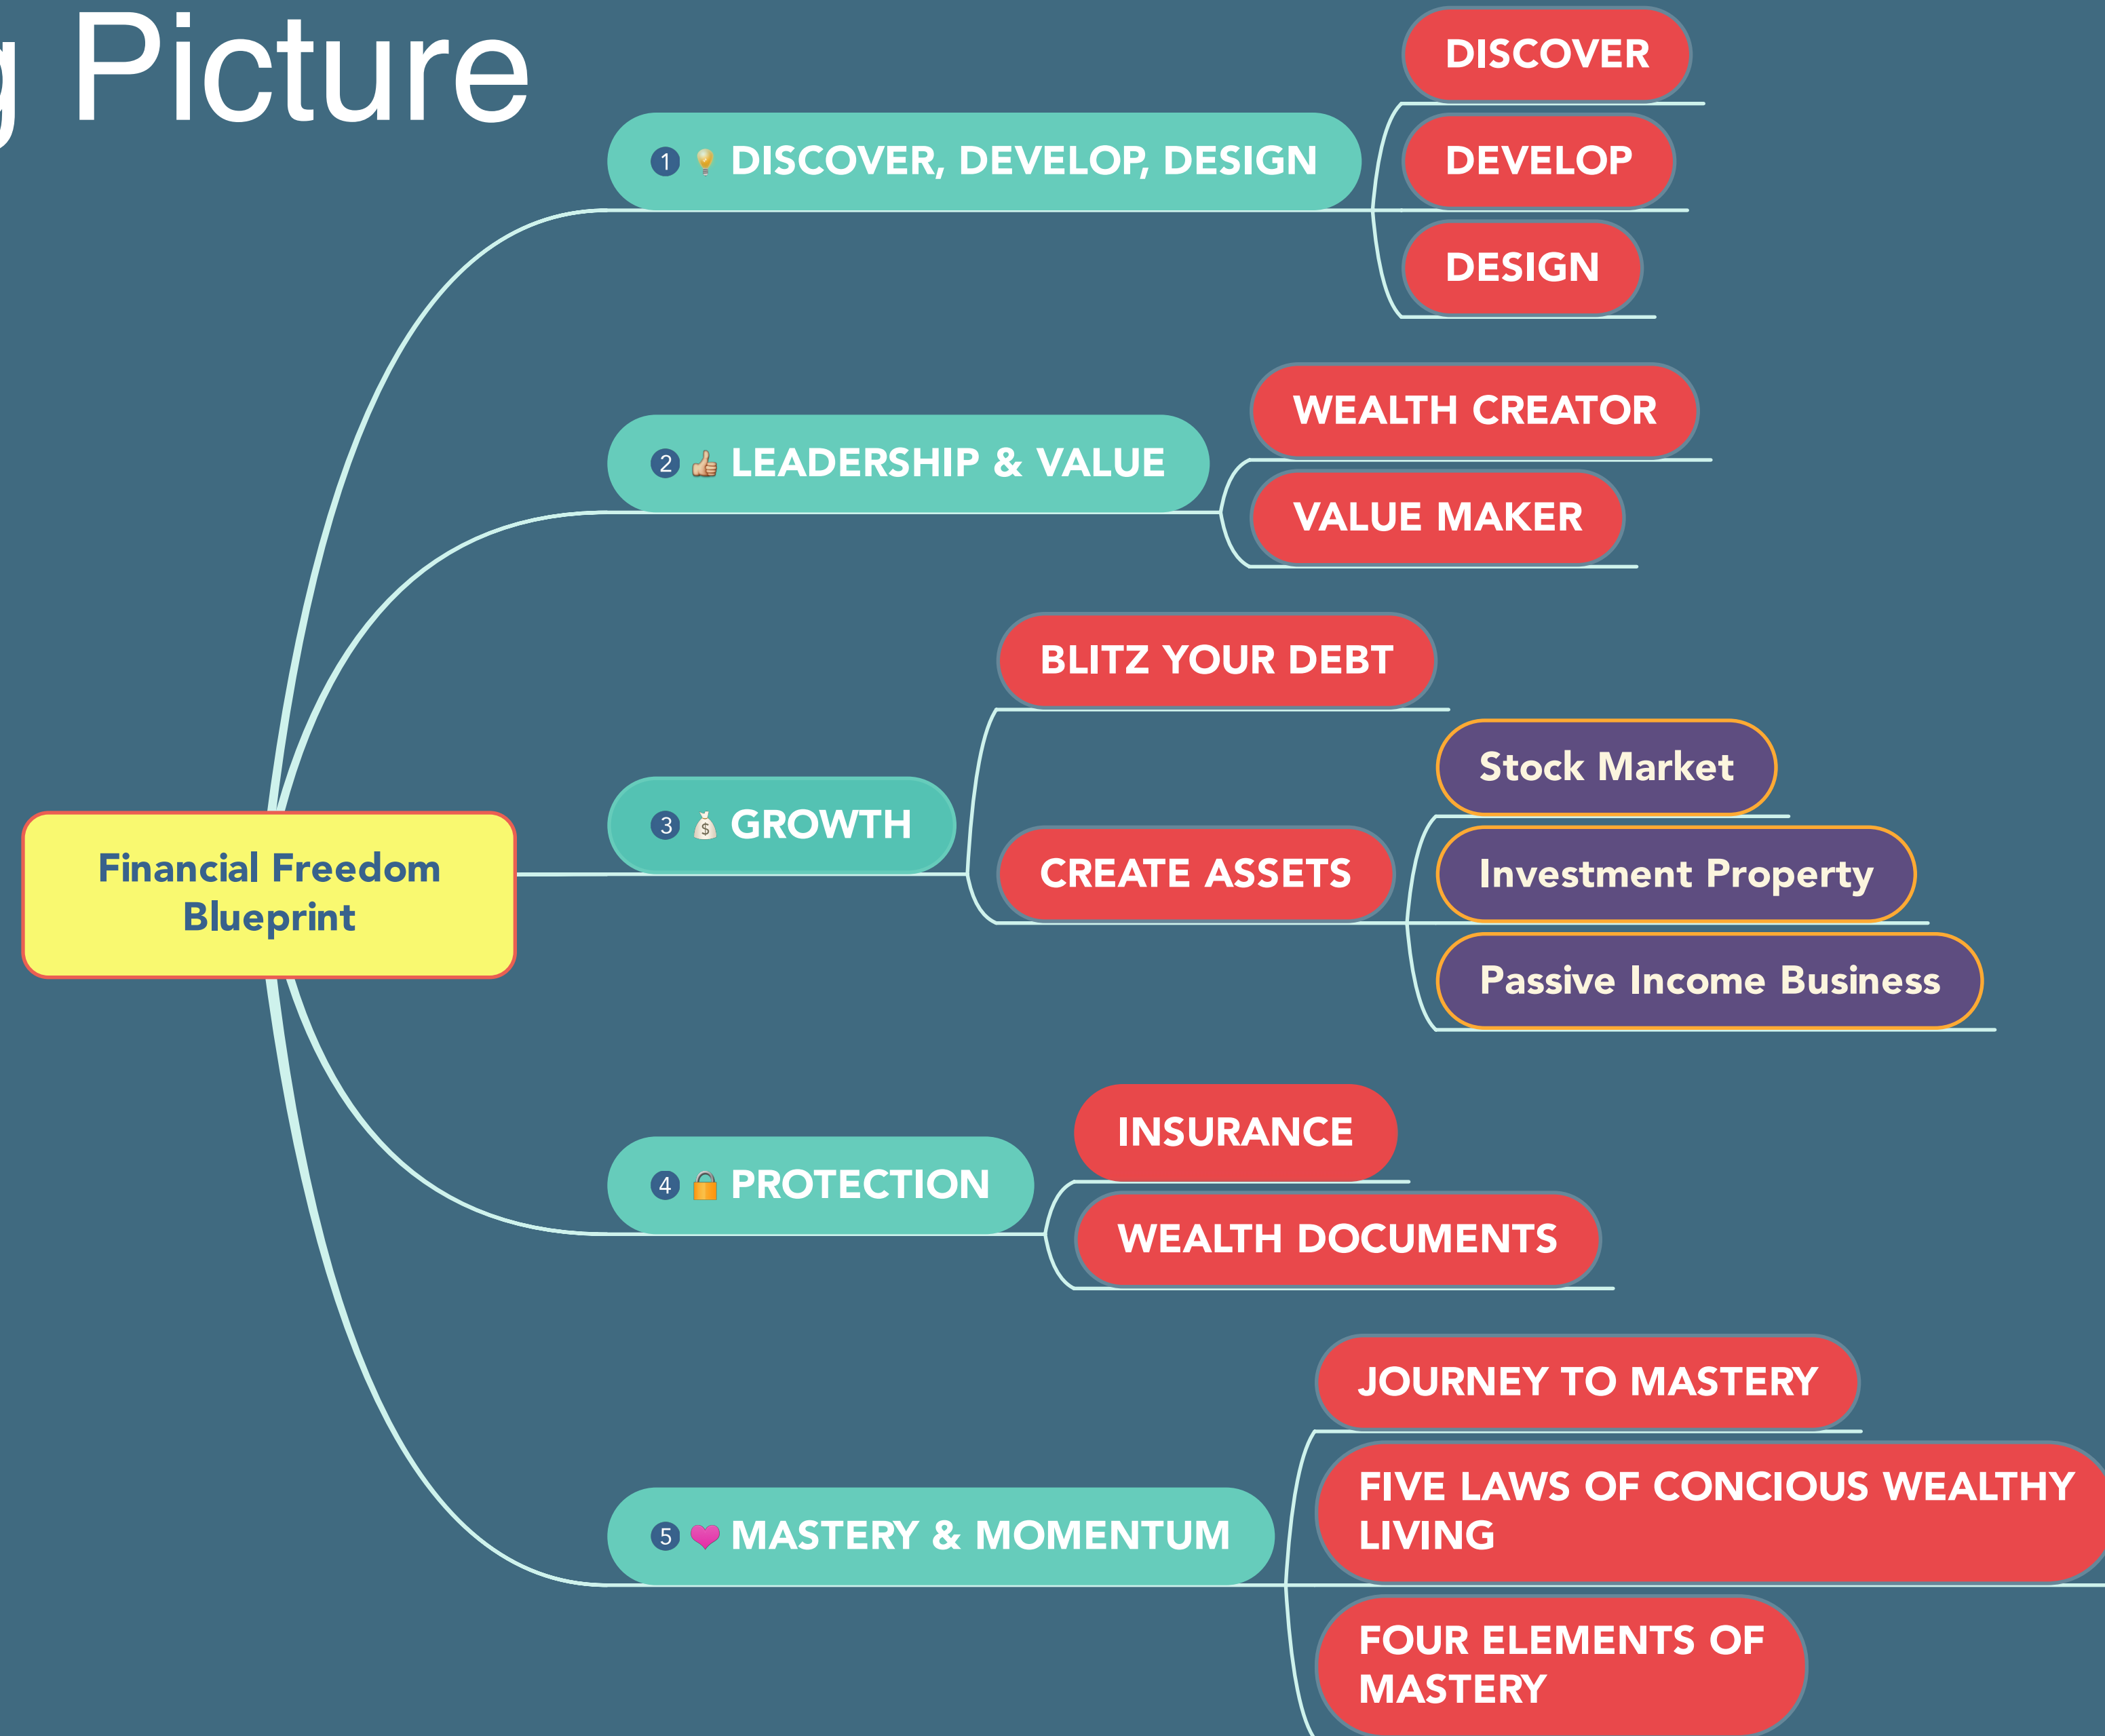 Picture
DISCOVER
1 DISCOVER, DEVELOP, DESIGN
DEVELOP
DESIGN
WEALTH CREATOR
2 LEADERSHIP & VALUE
VALUE MAKER
BLITZ YOUR DEBT
Stock Market
3 GROWTH
Financial Freedom
Blueprint
CREATE ASSETS
Investment Property
Passive Income Business
INSURANCE
4 PROTECTION
WEALTH DOCUMENTS
JOURNEY TO MASTERY
FIVE LAWS OF CONCIOUS WEALTHY
LIVING
5 MASTERY & MOMENTUM
FOUR ELEMENTS OF
MASTERY